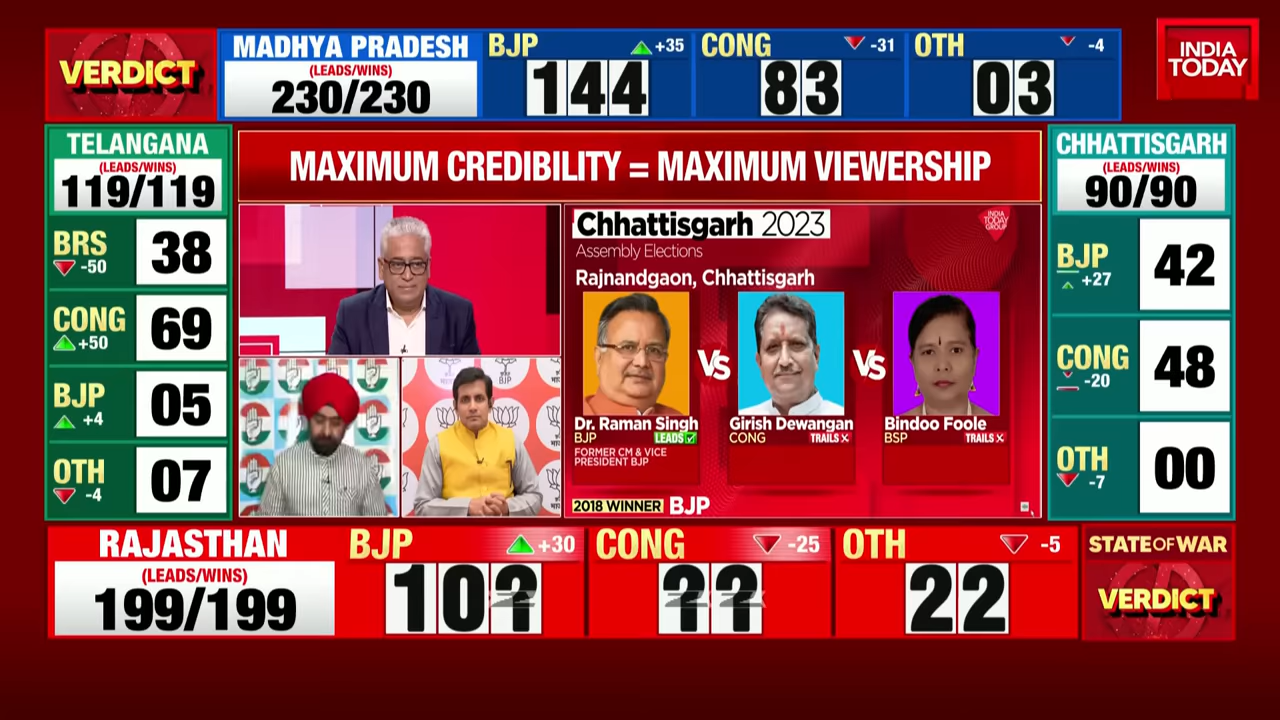 VERDICT
MADHYA PRADESH
(LEADS/WINS)
230/230
BJP
+35
144
CONG
-31
83
OTH
-4
03
INDIA
TODAY
TELANGANA
(LEADS/WINS)
119/119
BRS
-50
38
CONG
+50
69
BJP
+4
05
OTH
-4
07
MAXIMUM CREDIBILITY = MAXIMUM VIEWERSHIP
BJP
Chhattisgarh 2023
Assembly Elections
INDIA
TODAY
GROUP
Rajnandgaon, Chhattisgarh
VS
VS
Dr. Raman Singh
BJP
LEADS
FORMER CM & VICE
PRESIDENT BJP
Girish Dewangan
CONG
TRAILS
Bindoo Foole
BSP
TRAILS
2018 WINNER BJP
CHHATTISGARH
(LEADS/WINS)
90/90
BJP
+27
42
CONG
-20
48
OTH
-7
00
RAJASTHAN
(LEADS/WINS)
199/199
BJP
+30
10
CONG
-25
OTH
-5
22
STATE OF WAR
VERDICT